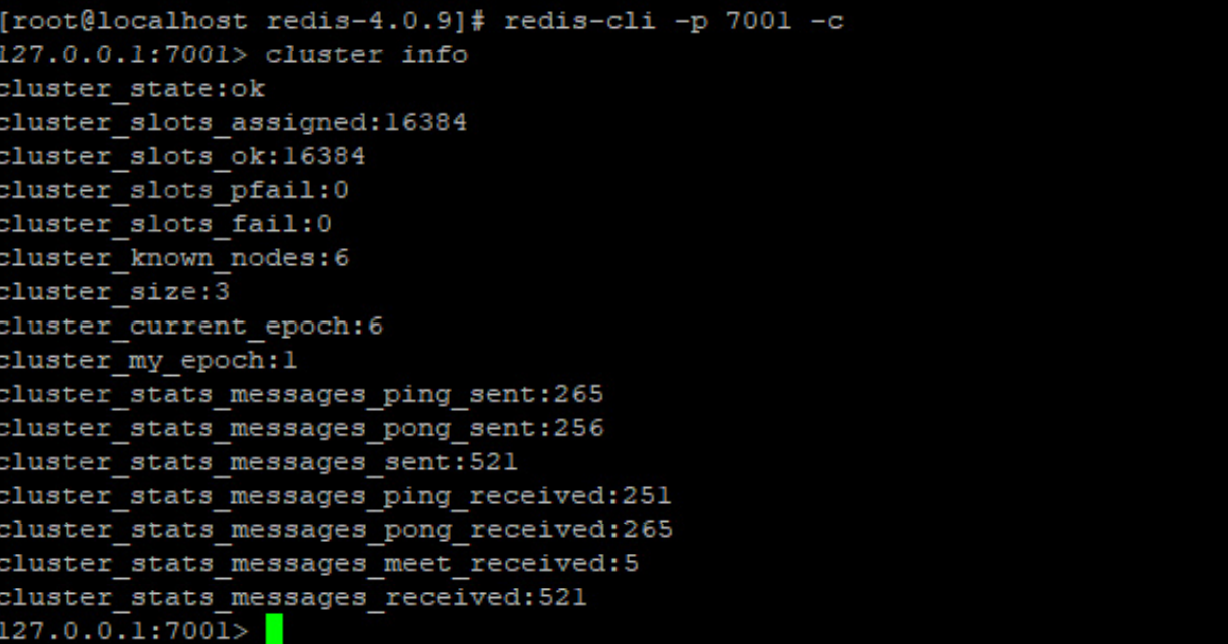 [root@localhost redis-4.0.9]# redis-cli -p 7001 -c
127.0.0.1:7001> cluster info
cluster_state:ok
cluster_slots_assigned:16384
cluster_slots_ok:16384
cluster_slots_pfail:0
cluster_slots_fail:0
cluster_known_nodes:6
cluster_size:3
cluster_current_epoch:6
cluster_my_epoch:1
cluster_stats_messages_ping_sent:265
cluster_stats_messages_pong_sent:256
cluster_stats_messages_sent:521
cluster_stats_messages_ping_received:251
cluster_stats_messages_pong_received:265
cluster_stats_messages_meet_received:5
cluster_stats_messages_received:521
127.0.0.1:7001>